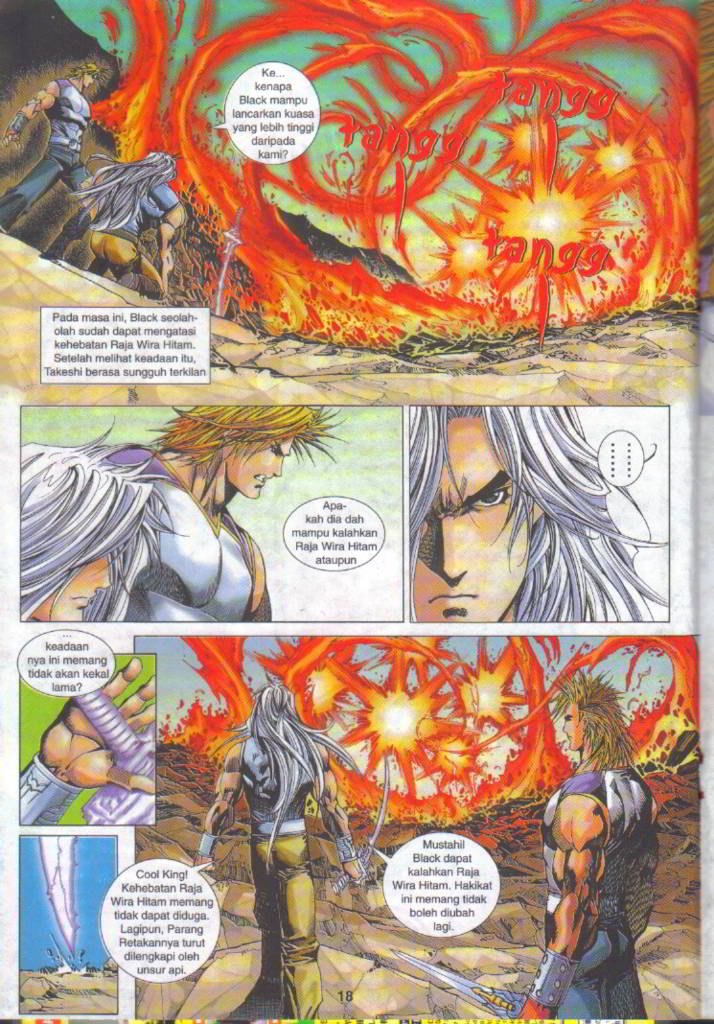 Ke...
kenapa
Black mampu
lancarkan kuasa
yang lebih tinggi
daripada
kami?
tangg
tangg
tangg
Pada masa ini, Black seolah-
olah sudah dapat mengatasi
kehebatan Raja Wira Hitam.
Setelah melihat keadaan itu,
Takeshi berasa sungguh terkilan
Apa-
kah dia dah
mampu kalahkan
Raja Wira Hitam
ataupun
...
keadaan
nya ini memang
tidak akan kekal
lama?
Cool King!
Kehebatan Raja
Wira Hitam memang
tidak dapat diduga.
Lagipun, Parang
Retakannya turut
dilengkapi oleh
unsur api.
Mustahil
Black dapat
kalahkan Raja
Wira Hitam. Hakikat
ini memang tidak
boleh diubah
lagi.
18